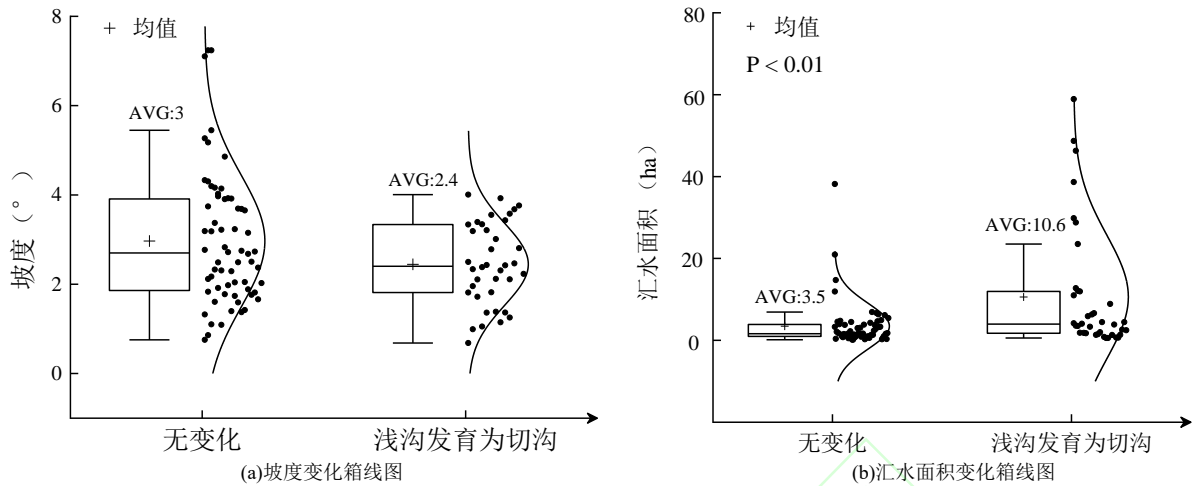 8
6
4
2
0
坡度（°）
+ 均值
AVG:3
AVG:2.4
无变化
浅沟发育为切沟
(a)坡度变化箱线图
80
60
40
20
0
汇水面积（ha）
+ 均值
P < 0.01
AVG:3.5
AVG:10.6
无变化
浅沟发育为切沟
(b)汇水面积变化箱线图